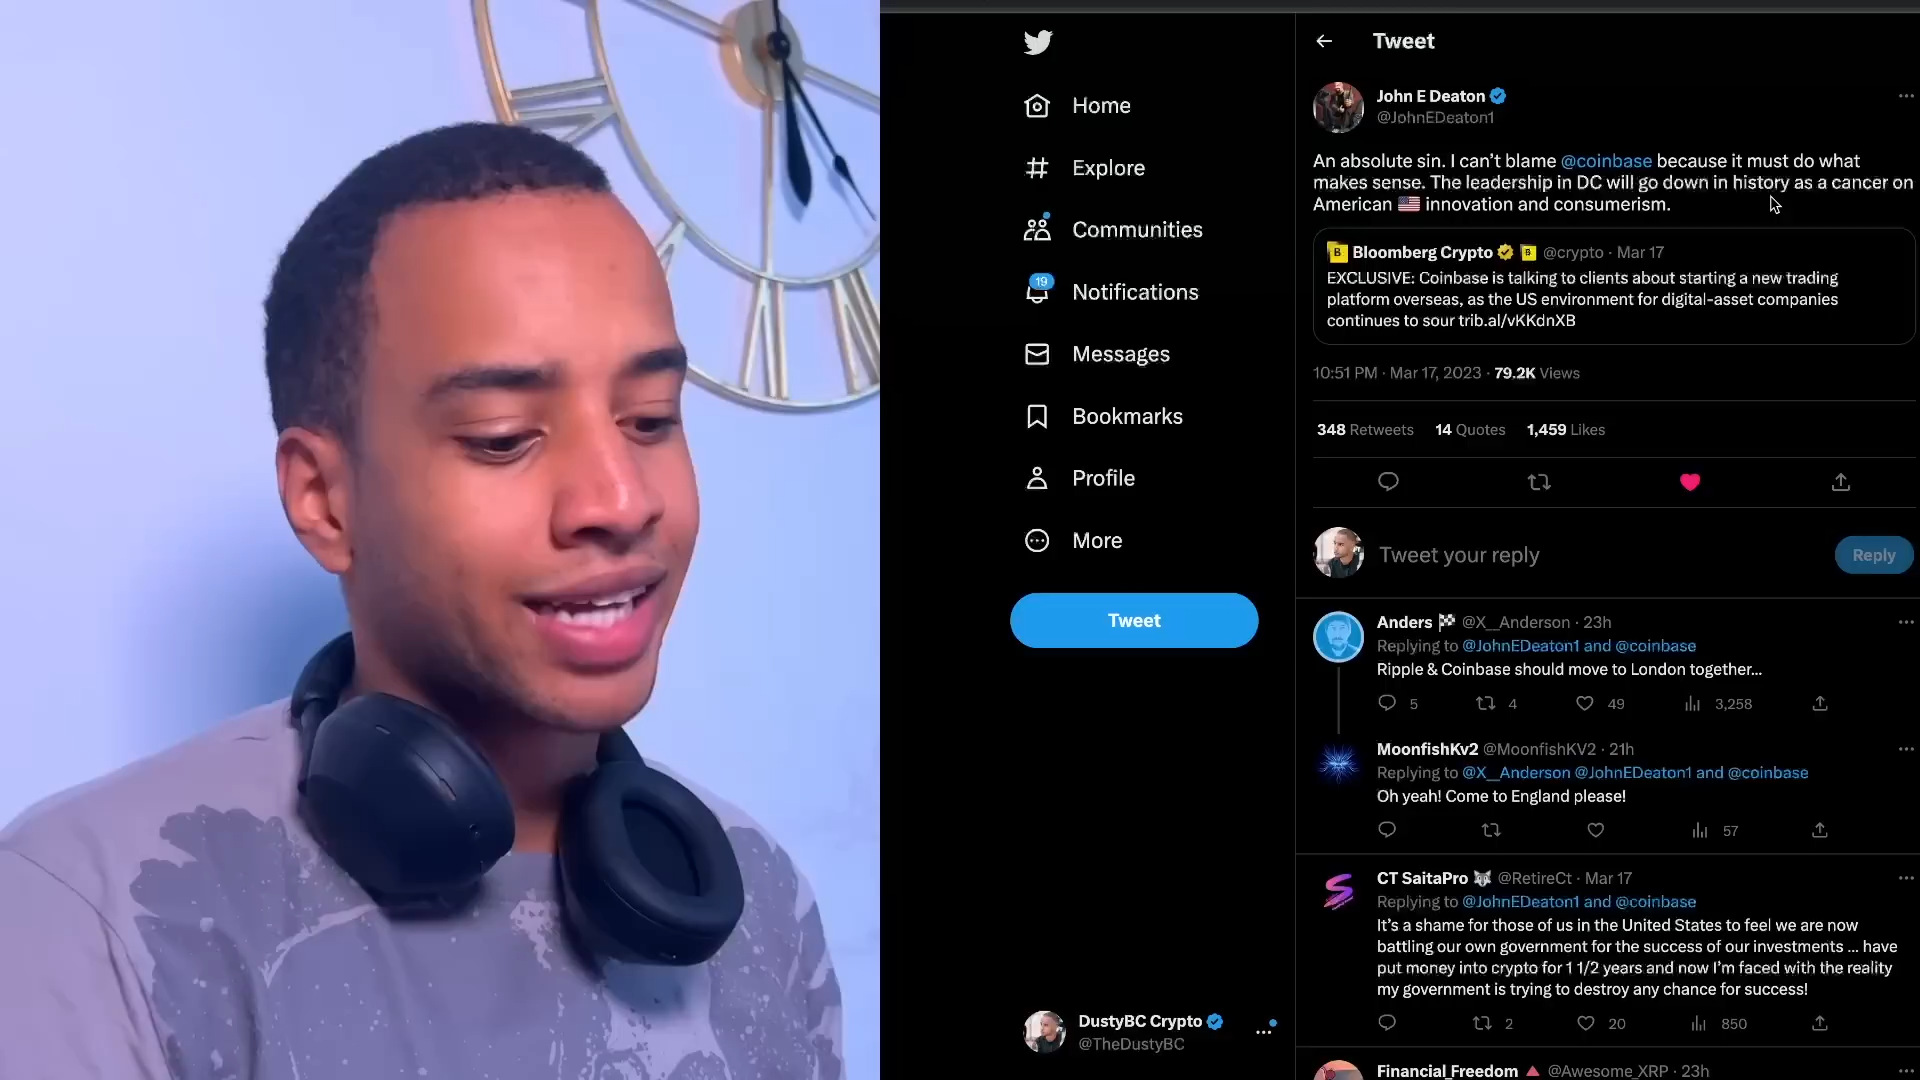 Home
Explore
Communities
19
Notifications
Messages
Bookmarks
Profile
More
Tweet
DustyBC Crypto
@TheDustyBC
Tweet
John E Deaton
@JohnEDeaton1
An absolute sin. I can’t blame @coinbase because it must do what
makes sense. The leadership in DC will go down in history as a cancer on
American 🇺🇸 innovation and consumerism.
Bloomberg Crypto @crypto · Mar 17
EXCLUSIVE: Coinbase is talking to clients about starting a new trading
platform overseas, as the US environment for digital-asset companies
continues to sour trib.al/vKKdnXB
10:51 PM · Mar 17, 2023 · 79.2K Views
348 Retweets 14 Quotes 1,459 Likes
Tweet your reply
Reply
Anders 🏁 @X__Anderson · 23h
Replying to @JohnEDeaton1 and @coinbase
Ripple & Coinbase should move to London together...
5 4 49 3,258
MoonfishKv2 @MoonfishKV2 · 21h
Replying to @X__Anderson @JohnEDeaton1 and @coinbase
Oh yeah! Come to England please!
57
CT SaitaPro 🐺 @RetireCt · Mar 17
Replying to @JohnEDeaton1 and @coinbase
It’s a shame for those of us in the United States to feel we are now
battling our own government for the success of our investments ... have
put money into crypto for 1 1/2 years and now I’m faced with the reality
my government is trying to destroy any chance for success!
2 20 850
Financial_Freedom 🔺 @Awesome_XRP · 23h